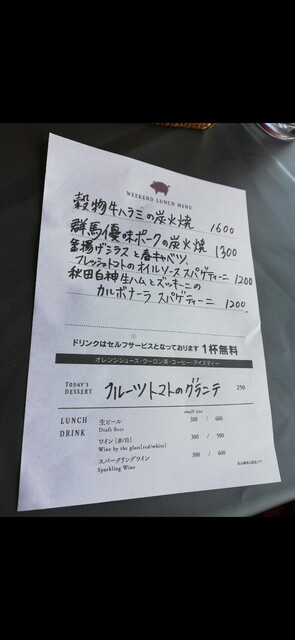 WEEKEND LUNCH MENU
穀物牛ハラミの炭火焼 1600
群馬優味ポークの炭火焼 1300
釜揚ゲシラスと春キャベツ、
フレッシュトマトのオイルソース スパゲティーニ 1200
秋田白神生ハムとズッキーニの
カルボナーラ スパゲティーニ 1200
ドリンクはセルフサービスとなっております 1杯無料
オレンジジュース・ウーロン茶・コーヒー・アイスティー
TODAY'S
DESSERT
フルーツトマトのグラニテ 250
LUNCH
DRINK
small size
生ビール 300 / 600
Draft Beer
ワイン [赤/白] 300 / 500
Wine by the glass[red/white]
スパークリングワイン 300 / 600
Sparkling Wine